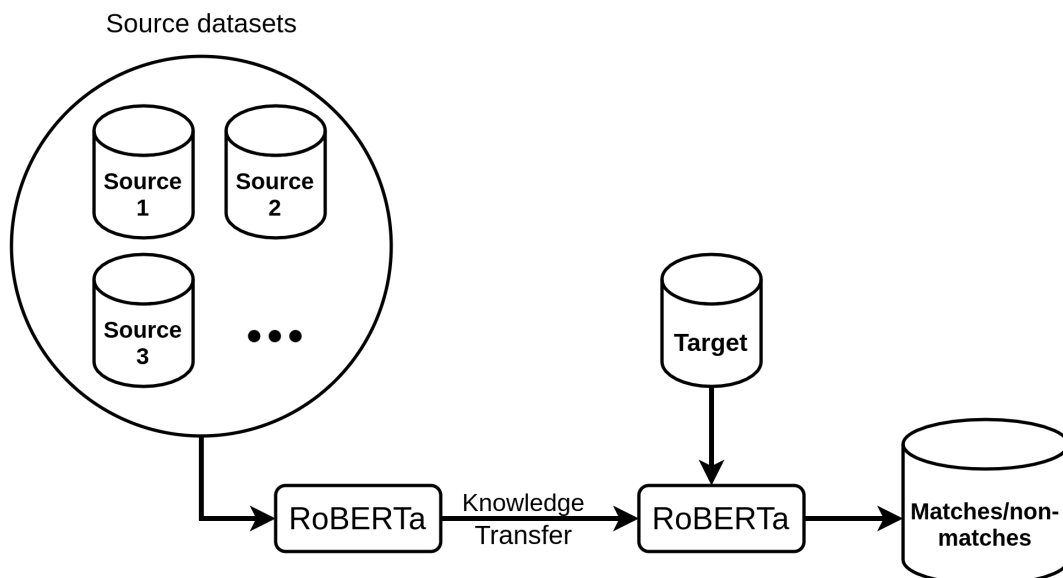 Source datasets
Source
1
Source
2
Source
3
Target
RoBERTa
Knowledge
Transfer
RoBERTa
Matches/non-
matches